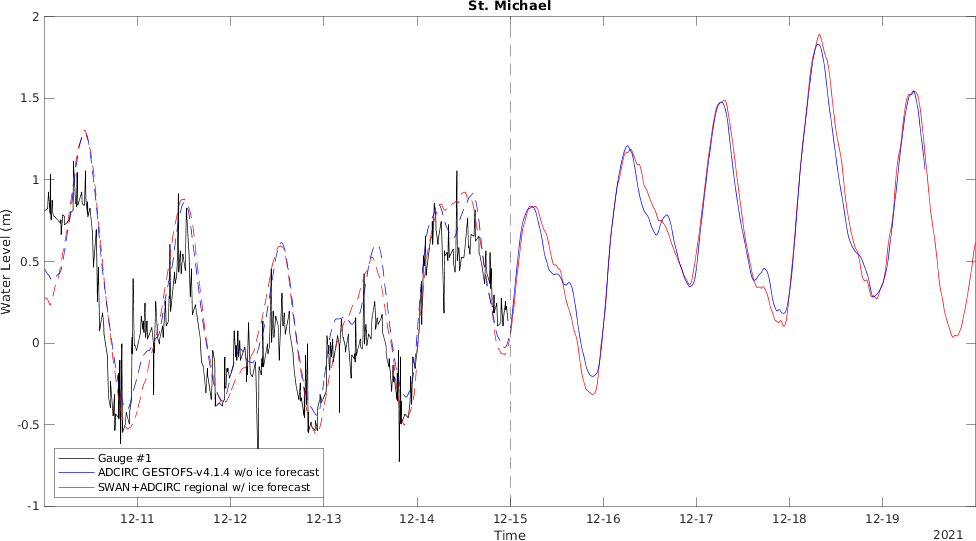 St. Michael
2
1.5
1
0.5
0
-0.5
-1
Water Level (m)
Gauge #1
ADCIRC GESTOFS-v4.1.4 w/o ice forecast
SWAN+ADCIRC regional w/ ice forecast
12-11
12-12
12-13
12-14
12-15
12-16
12-17
12-18
12-19
Time
2021